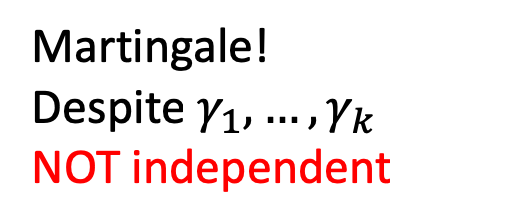 Martingale!
Despite 𝛾₁, … , 𝛾ₖ
NOT independent